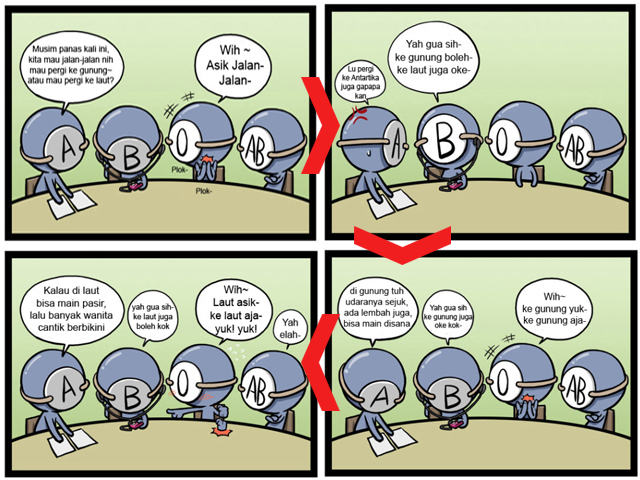 Musim panas kali ini,
kita mau jalan-jalan nih
mau pergi ke gunung~
atau mau pergi ke laut?
Wih ~
Asik Jalan-
Jalan-
A
B
O
AB
Plok-
Plok-
Lu pergi
ke Antartika
juga gapapa
kan
Yah gua sih-
ke gunung boleh-
ke laut juga oke-
A
B
O
AB
di gunung tuh
udaranya sejuk,
ada lembah juga,
bisa main disana
Yah gua sih
ke gunung juga
oke kok-
Wih~
ke gunung yuk-
ke gunung aja-
A
B
O
AB
Kalau di laut
bisa main pasir,
lalu banyak wanita
cantik berbikini
yah gua sih-
ke laut juga
boleh kok
Wih~
Laut asik-
ke laut aja-
yuk! yuk!
Yah
elah-
A
B
O
AB